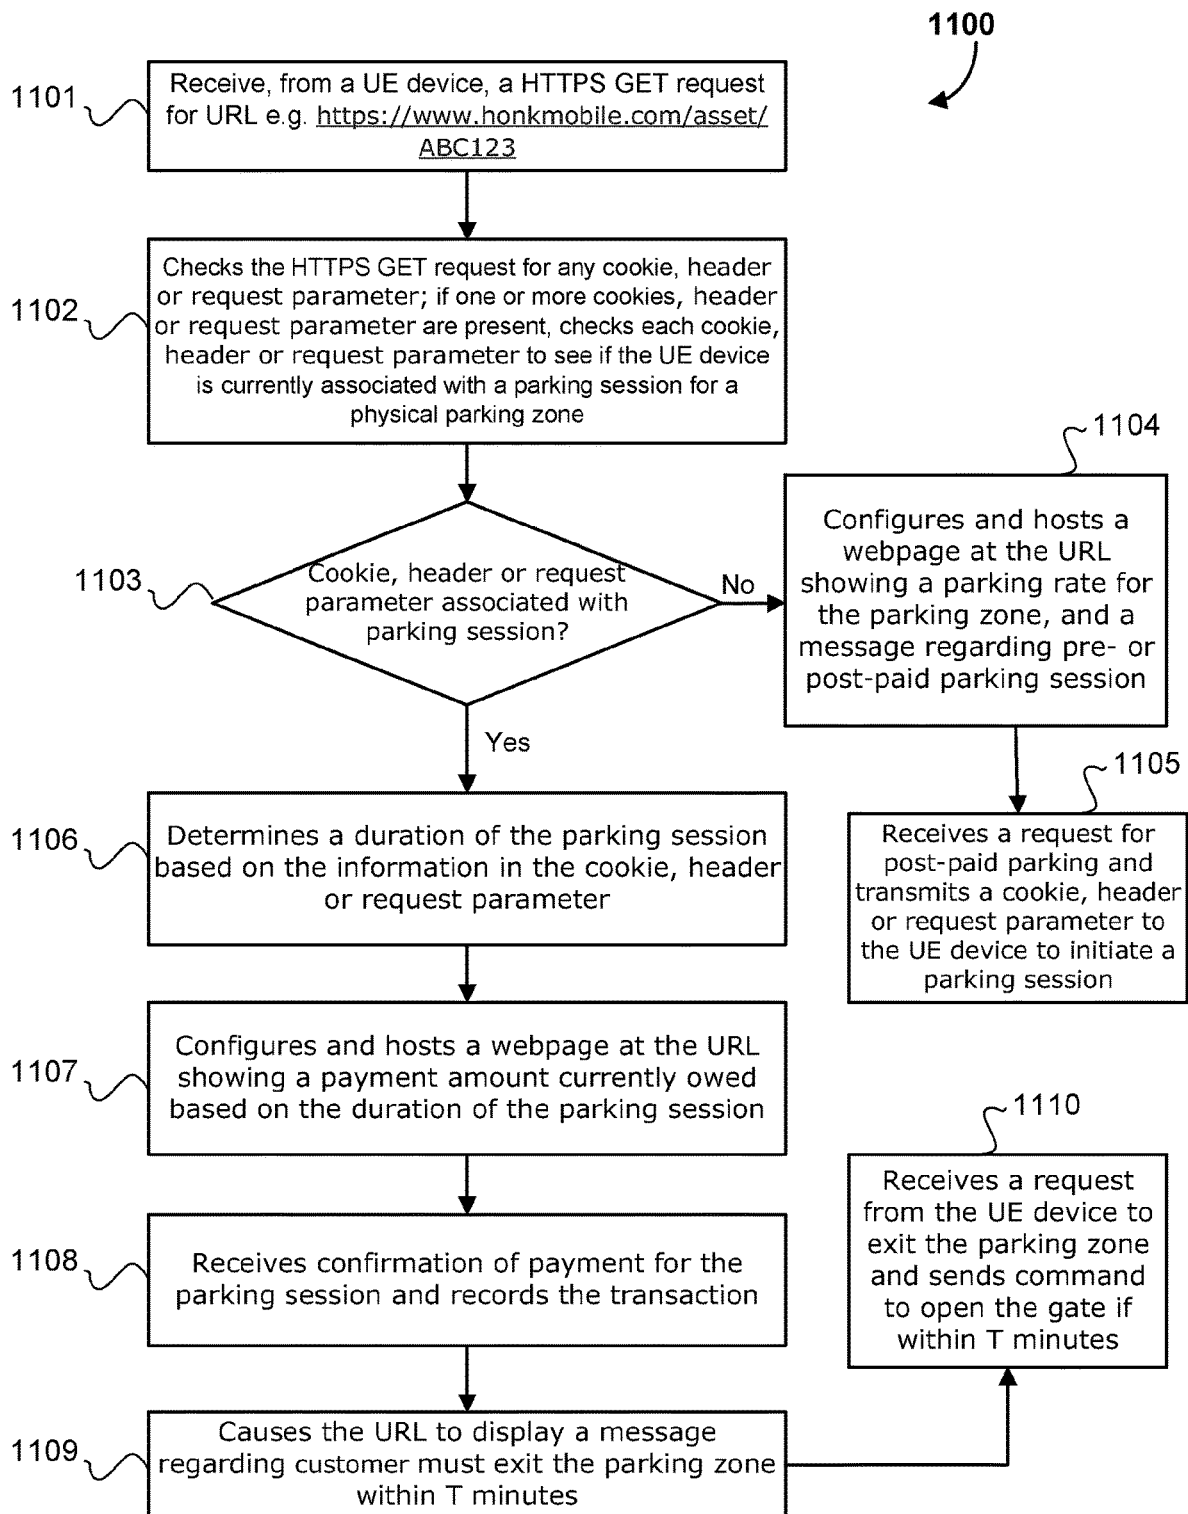 1100
1101
Receive, from a UE device, a HTTPS GET request
for URL e.g. https://www.honkmobile.com/asset/
ABC123
1102
Checks the HTTPS GET request for any cookie, header
or request parameter; if one or more cookies, header
or request parameter are present, checks each cookie,
header or request parameter to see if the UE device
is currently associated with a parking session for a
physical parking zone
1103
Cookie, header or request
parameter associated with
parking session?
No
Yes
1104
Configures and hosts a
webpage at the URL
showing a parking rate for
the parking zone, and a
message regarding pre- or
post-paid parking session
1105
Receives a request for
post-paid parking and
transmits a cookie, header
or request parameter to
the UE device to initiate a
parking session
1106
Determines a duration of the parking session
based on the information in the cookie, header
or request parameter
1107
Configures and hosts a webpage at the URL
showing a payment amount currently owed
based on the duration of the parking session
1108
Receives confirmation of payment for the
parking session and records the transaction
1109
Causes the URL to display a message
regarding customer must exit the parking zone
within T minutes
1110
Receives a request
from the UE device to
exit the parking zone
and sends command
to open the gate if
within T minutes